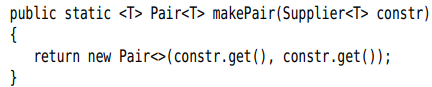 public static <T> Pair<T> makePair(Supplier<T> constr)
{
   return new Pair<>(constr.get(), constr.get());
}